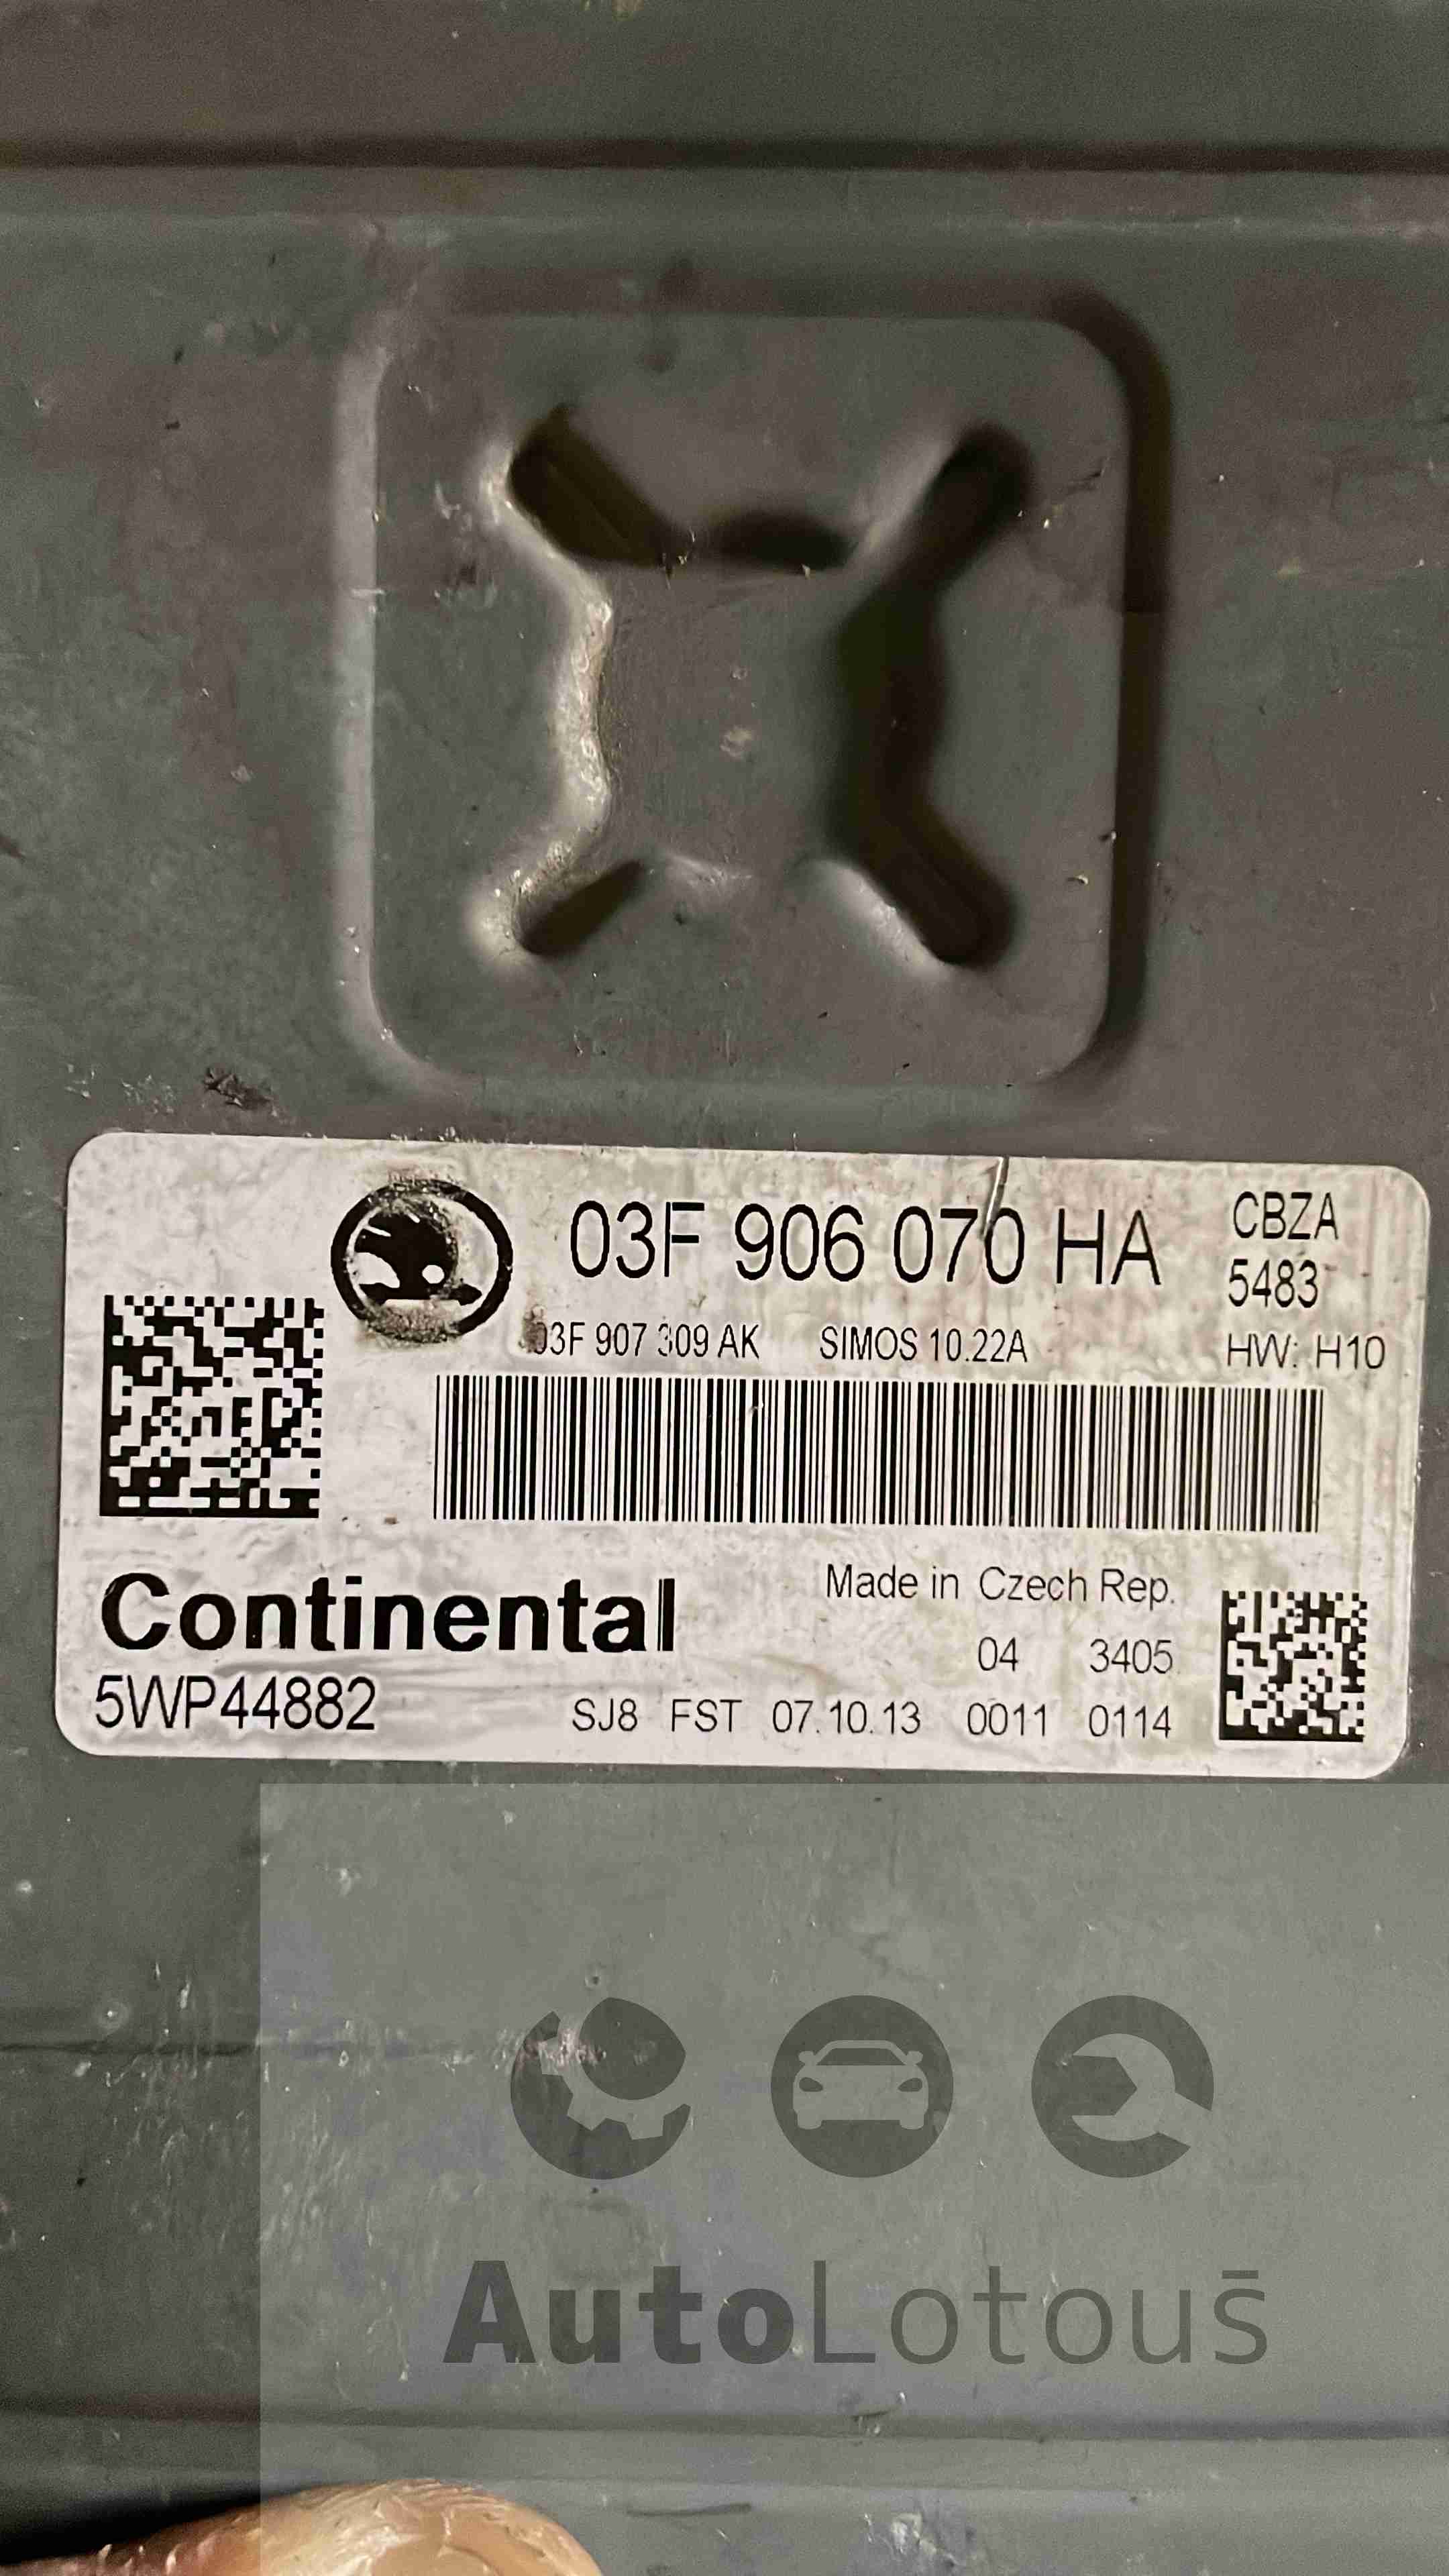 03F 906 070 HA
CBZA
5483
03F 907 309 AK SIMOS 10.22A
HW: H10
Continental
5WP44882
Made in Czech Rep.
04 3405
SJ8 FST 07.10.13 0011 0114
AutoLotous̄